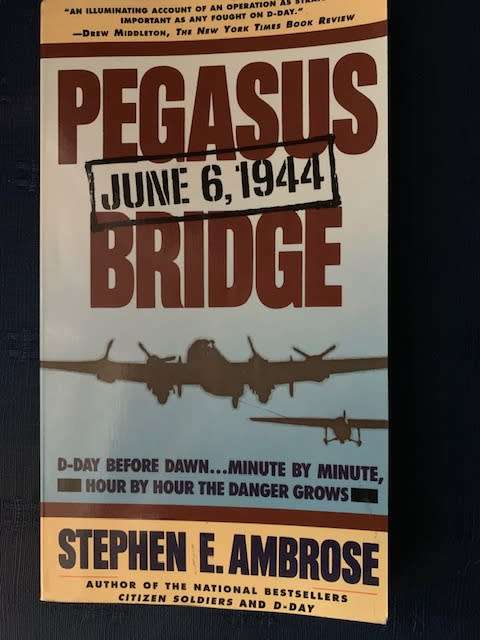 "AN ILLUMINATING ACCOUNT OF AN OPERATION AS
IMPORTANT AS ANY FOUGHT ON D-DAY."
—DREW MIDDLETON, THE NEW YORK TIMES BOOK REVIEW
PEGASUS
JUNE 6, 1944
BRIDGE
D-DAY BEFORE DAWN...MINUTE BY MINUTE,
HOUR BY HOUR THE DANGER GROWS
STEPHEN E. AMBROSE
AUTHOR OF THE NATIONAL BESTSELLERS
CITIZEN SOLDIERS AND D-DAY